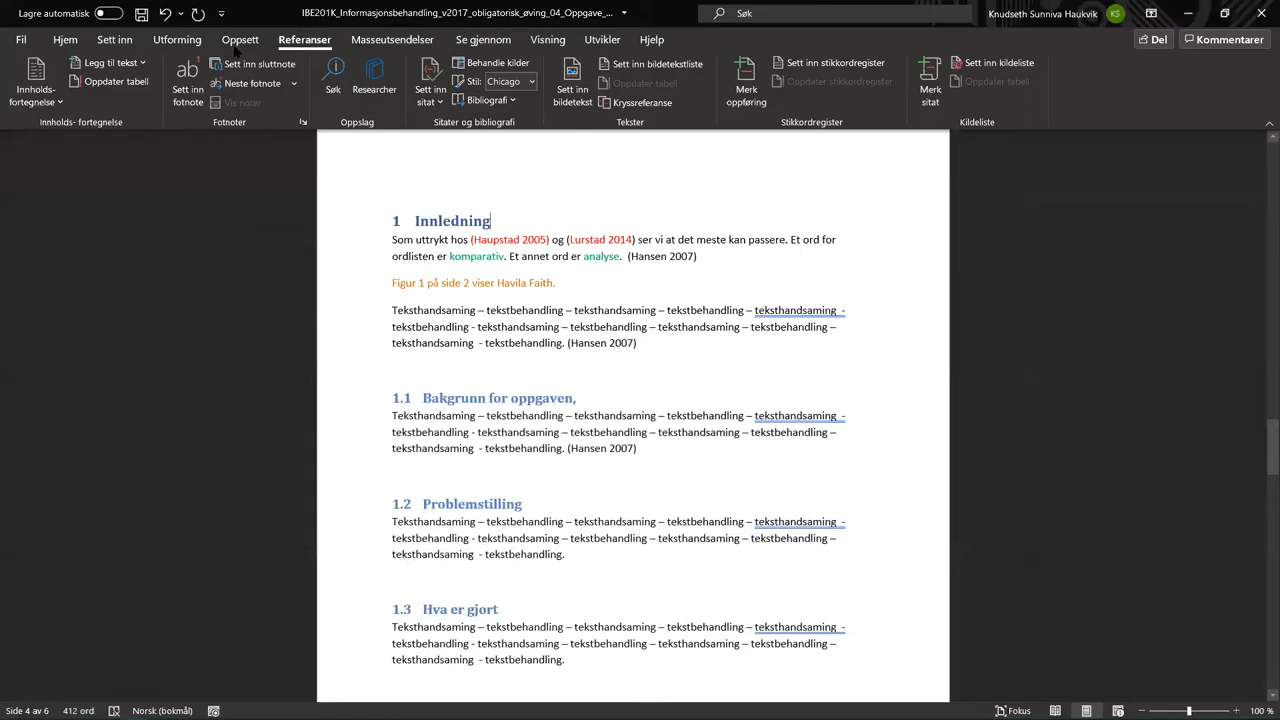 Lagre automatisk
IBE201K_Informasjonsbehandling_v2017_obligatorisk_øving_04_Oppgave_...
Søk
Knudseth Sunniva Haukvik
KS
Fil
Hjem
Sett inn
Utforming
Oppsett
Referanser
Masseutsendelser
Se gjennom
Visning
Utvikler
Hjelp
Del
Kommentarer
Innholds-
fortegnelse
Legg til tekst
Oppdater tabell
Innholds- fortegnelse
ab
Sett inn
fotnote
Sett inn sluttnote
Neste fotnote
Vis noter
Fotnoter
Søk
Researcher
Oppslag
Sett inn
sitat
Behandle kilder
Stil: Chicago
Bibliografi
Sitater og bibliografi
Sett inn
bildetekst
Sett inn bildetekstliste
Oppdater tabell
Kryssreferanse
Tekster
Merk
oppføring
Sett inn stikkordregister
Oppdater stikkordregister
Stikkordregister
Merk
sitat
Sett inn kildeliste
Oppdater tabell
Kildeliste
1 Innledning
Som uttrykt hos (Haupstad 2005) og (Lurstad 2014) ser vi at det meste kan passere. Et ord for
ordlisten er komparativ. Et annet ord er analyse. (Hansen 2007)
Figur 1 på side 2 viser Havila Faith.
Teksthandsaming – tekstbehandling – teksthandsaming – tekstbehandling – teksthandsaming -
tekstbehandling - teksthandsaming – tekstbehandling – teksthandsaming – tekstbehandling –
teksthandsaming - tekstbehandling. (Hansen 2007)
1.1 Bakgrunn for oppgaven,
Teksthandsaming – tekstbehandling – teksthandsaming – tekstbehandling – teksthandsaming -
tekstbehandling - teksthandsaming – tekstbehandling – teksthandsaming – tekstbehandling –
teksthandsaming - tekstbehandling. (Hansen 2007)
1.2 Problemstilling
Teksthandsaming – tekstbehandling – teksthandsaming – tekstbehandling – teksthandsaming -
tekstbehandling - teksthandsaming – tekstbehandling – teksthandsaming – tekstbehandling –
teksthandsaming - tekstbehandling.
1.3 Hva er gjort
Teksthandsaming – tekstbehandling – teksthandsaming – tekstbehandling – teksthandsaming -
tekstbehandling - teksthandsaming – tekstbehandling – teksthandsaming – tekstbehandling –
teksthandsaming - tekstbehandling.
Side 4 av 6
412 ord
Norsk (bokmål)
Fokus
100 %